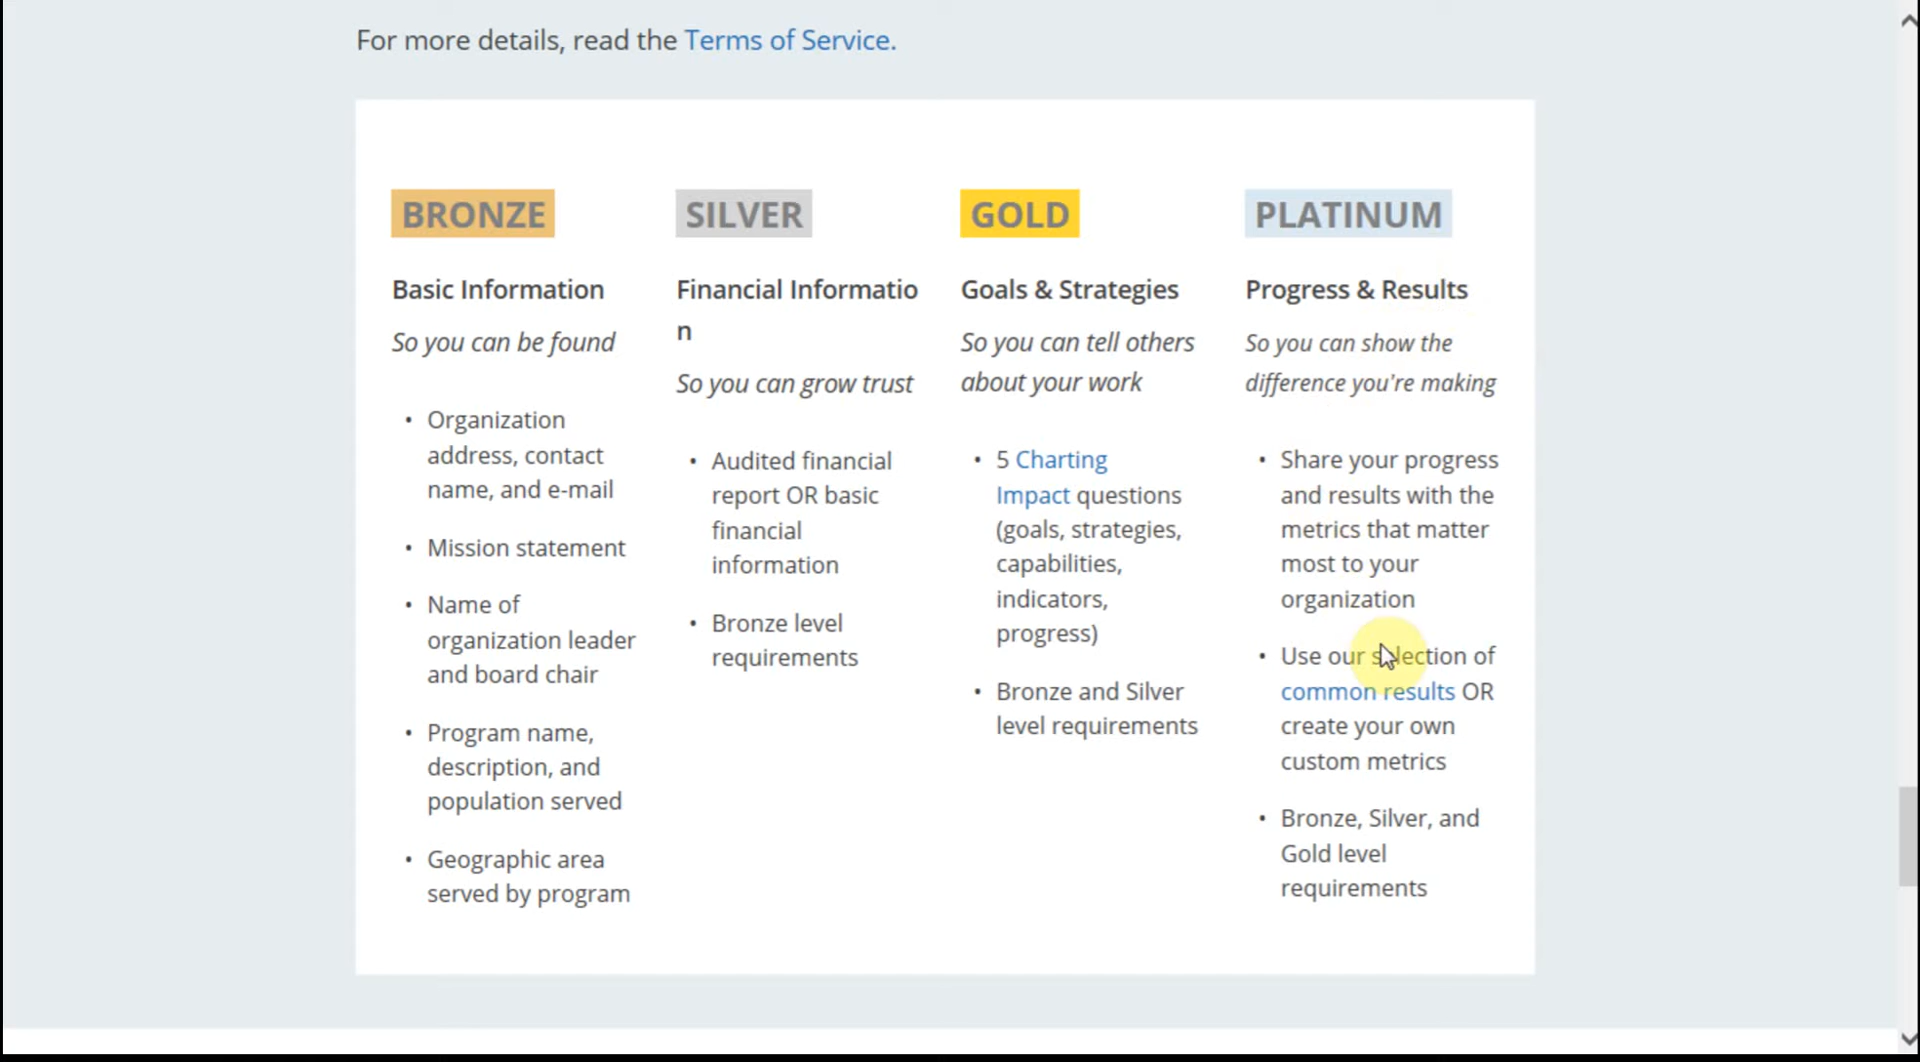 For more details, read the Terms of Service.
BRONZE
Basic Information
So you can be found
• Organization
address, contact
name, and e-mail
• Mission statement
• Name of
organization leader
and board chair
• Program name,
description, and
population served
• Geographic area
served by program
SILVER
Financial Informatio
n
So you can grow trust
• Audited financial
report OR basic
financial
information
• Bronze level
requirements
GOLD
Goals & Strategies
So you can tell others
about your work
• 5 Charting
Impact questions
(goals, strategies,
capabilities,
indicators,
progress)
• Bronze and Silver
level requirements
PLATINUM
Progress & Results
So you can show the
difference you're making
• Share your progress
and results with the
metrics that matter
most to your
organization
• Use our selection of
common results OR
create your own
custom metrics
• Bronze, Silver, and
Gold level
requirements